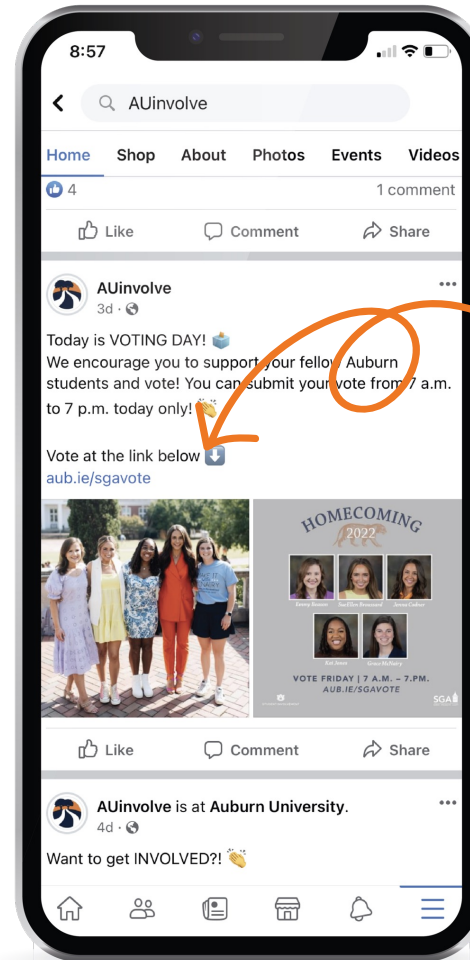 8:57
AUinvolve
Home Shop About Photos Events Videos
4 1 comment
Like Comment Share
AUinvolve
3d ·
Today is VOTING DAY!
We encourage you to support your fellow Auburn
students and vote! You can submit your vote from 7 a.m.
to 7 p.m. today only!
Vote at the link below
aub.ie/sgavote
HOMECOMING
2022
VOTE FRIDAY | 7 A.M. – 7.PM.
AUB.IE/SGAVOTE
SGA
Like Comment Share
AUinvolve is at Auburn University.
4d ·
Want to get INVOLVED?!